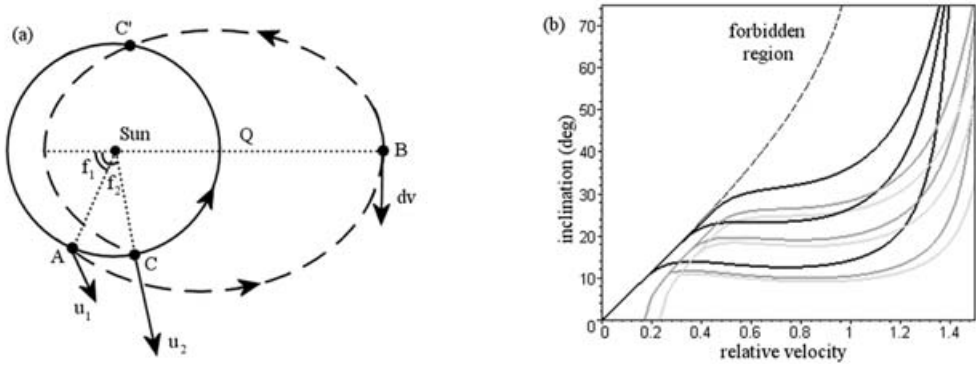 (a)
C'
Sun
Q
B
f₁
f₂
dv
A
C
u₁
u₂
(b)
forbidden
region
inclination (deg)
70
60
50
40
30
20
10
0
0
0.2
0.4
0.6
0.8
1
1.2
1.4
relative velocity